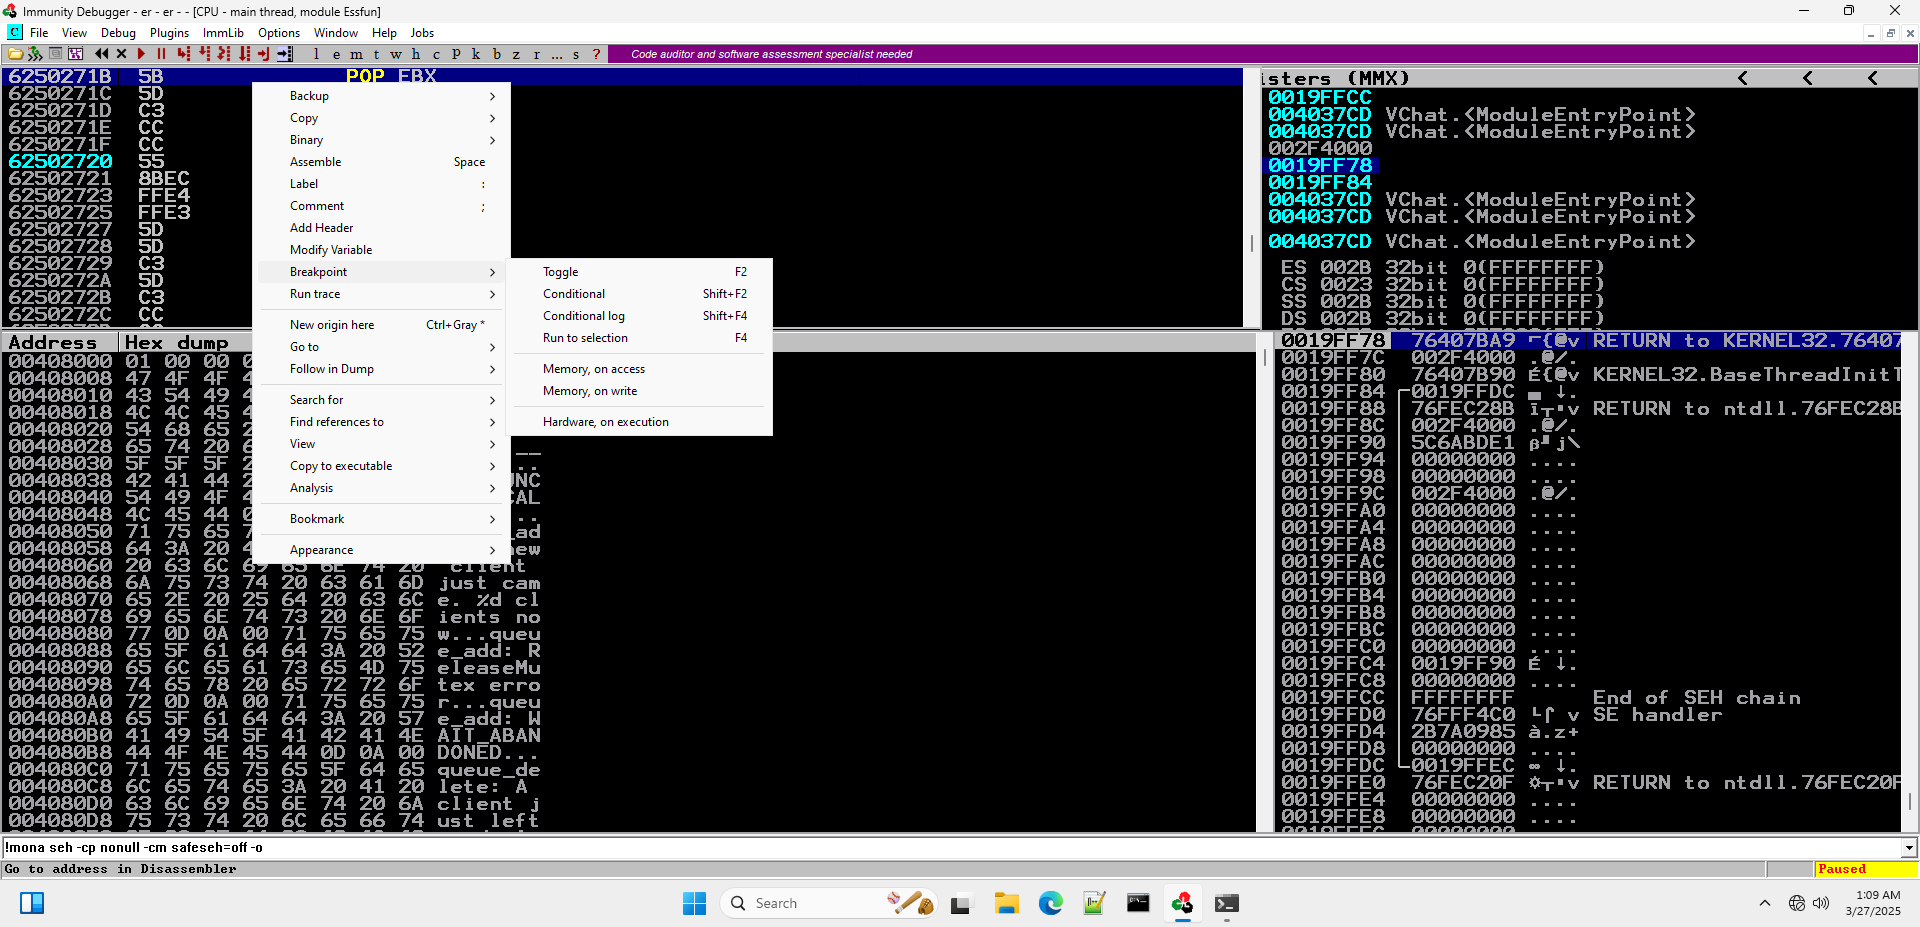 Immunity Debugger - er - er - - [CPU - main thread, module Essfun]
C File View Debug Plugins ImmLib Options Window Help Jobs
l e m t w h c P k b z r ... s ? Code auditor and software assessment specialist needed
6250271B 5B POP EBX
6250271C 5D
6250271D C3
6250271E CC
6250271F CC
62502720 55
62502721 8BEC
62502723 FFE4
62502725 FFE3
62502727 5D
62502728 5D
62502729 C3
6250272A 5D
6250272B C3
6250272C CC
Backup
Copy
Binary
Assemble Space
Label :
Comment ;
Add Header
Modify Variable
Breakpoint
Run trace
New origin here Ctrl+Gray *
Go to
Follow in Dump
Search for
Find references to
View
Copy to executable
Analysis
Bookmark
Appearance
Toggle F2
Conditional Shift+F2
Conditional log Shift+F4
Run to selection F4
Memory, on access
Memory, on write
Hardware, on execution
isters (MMX) < < <
0019FFCC
004037CD VChat.<ModuleEntryPoint>
004037CD VChat.<ModuleEntryPoint>
002F4000
0019FF78
0019FF84
004037CD VChat.<ModuleEntryPoint>
004037CD VChat.<ModuleEntryPoint>
004037CD VChat.<ModuleEntryPoint>
ES 002B 32bit 0(FFFFFFFF)
CS 0023 32bit 0(FFFFFFFF)
SS 002B 32bit 0(FFFFFFFF)
DS 002B 32bit 0(FFFFFFFF)
Address Hex dump
00408000 01 00 00
00408008 47 4F 4F
00408010 43 54 49
00408018 4C 4C 45
00408020 54 68 65
00408028 65 74 20
00408030 5F 5F 5F
00408038 42 41 44 UNC
00408040 54 49 4F CAL
00408048 4C 45 44 ..
00408050 71 75 65 _ad
00408058 64 3A 20 new
00408060 20 63 6C 69 65 6E 74 20 client
00408068 6A 75 73 74 20 63 61 6D just cam
00408070 65 2E 20 25 64 20 63 6C e. %d cl
00408078 69 65 6E 74 73 20 6E 6F ients no
00408080 77 0D 0A 00 71 75 65 75 w...queu
00408088 65 5F 61 64 64 3A 20 52 e_add: R
00408090 65 6C 65 61 73 65 4D 75 eleaseMu
00408098 74 65 78 20 65 72 72 6F tex erro
004080A0 72 0D 0A 00 71 75 65 75 r...queu
004080A8 65 5F 61 64 64 3A 20 57 e_add: W
004080B0 41 49 54 5F 41 42 41 4E AIT_ABAN
004080B8 44 4F 4E 45 44 0D 0A 00 DONED...
004080C0 71 75 65 75 65 5F 64 65 queue_de
004080C8 6C 65 74 65 3A 20 41 20 lete: A
004080D0 63 6C 69 65 6E 74 20 6A client j
004080D8 75 73 74 20 6C 65 66 74 ust left
0019FF78 76407BA9 ⌐{@v RETURN to KERNEL32.76407
0019FF7C 002F4000 .@/.
0019FF80 76407B90 É{@v KERNEL32.BaseThreadInitT
0019FF84 0019FFDC ▄ ↓.
0019FF88 76FEC28B RETURN to ntdll.76FEC28B
0019FF8C 002F4000 .@/.
0019FF90 5C6ABDE1 ß╜j\
0019FF94 00000000 ....
0019FF98 00000000 ....
0019FF9C 002F4000 .@/.
0019FFA0 00000000 ....
0019FFA4 00000000 ....
0019FFA8 00000000 ....
0019FFAC 00000000 ....
0019FFB0 00000000 ....
0019FFB4 00000000 ....
0019FFB8 00000000 ....
0019FFBC 00000000 ....
0019FFC0 00000000 ....
0019FFC4 0019FF90 É ↓.
0019FFC8 00000000 ....
0019FFCC FFFFFFFF End of SEH chain
0019FFD0 76FFF4C0 └⌠ v SE handler
0019FFD4 2B7A0985 à.z+
0019FFD8 00000000 ....
0019FFDC 0019FFEC ∞ ↓.
0019FFE0 76FEC20F RETURN to ntdll.76FEC20F
0019FFE4 00000000 ....
0019FFE8 00000000 ....
!mona seh -cp nonull -cm safeseh=off -o
Go to address in Disassembler Paused
Search
1:09 AM
3/27/2025